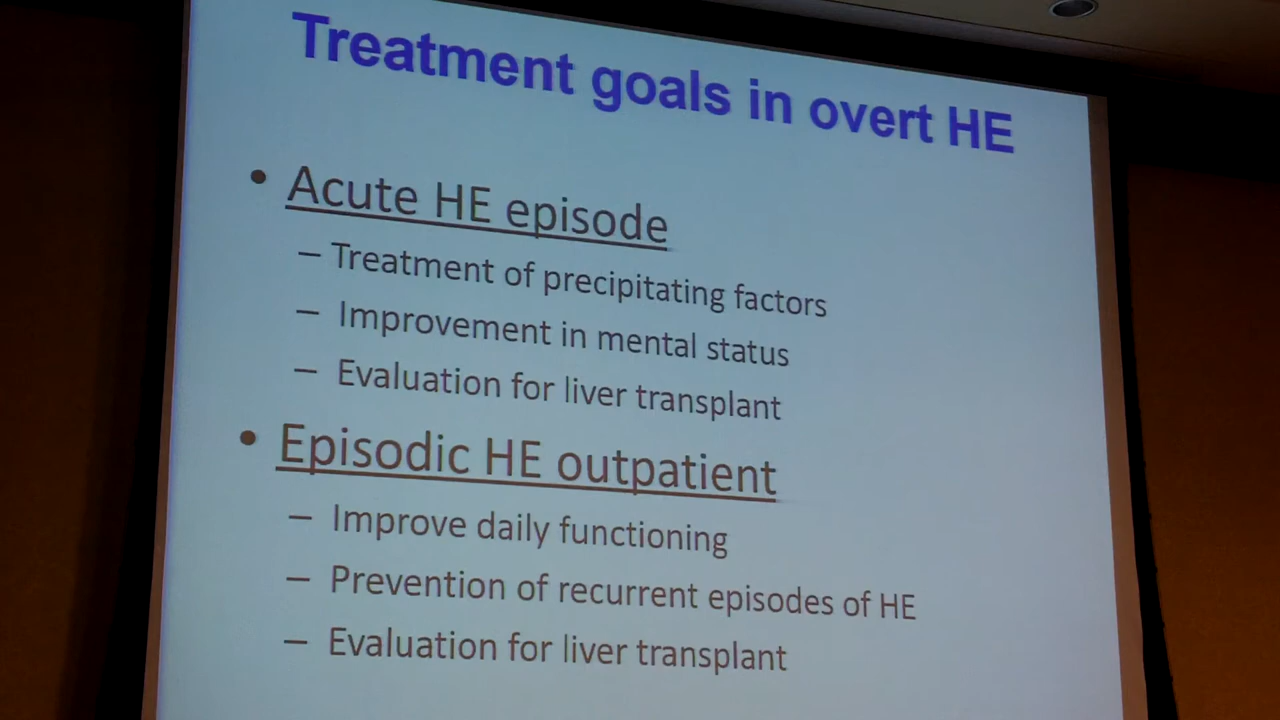 Treatment goals in overt HE
• Acute HE episode
– Treatment of precipitating factors
– Improvement in mental status
– Evaluation for liver transplant
• Episodic HE outpatient
– Improve daily functioning
– Prevention of recurrent episodes of HE
– Evaluation for liver transplant